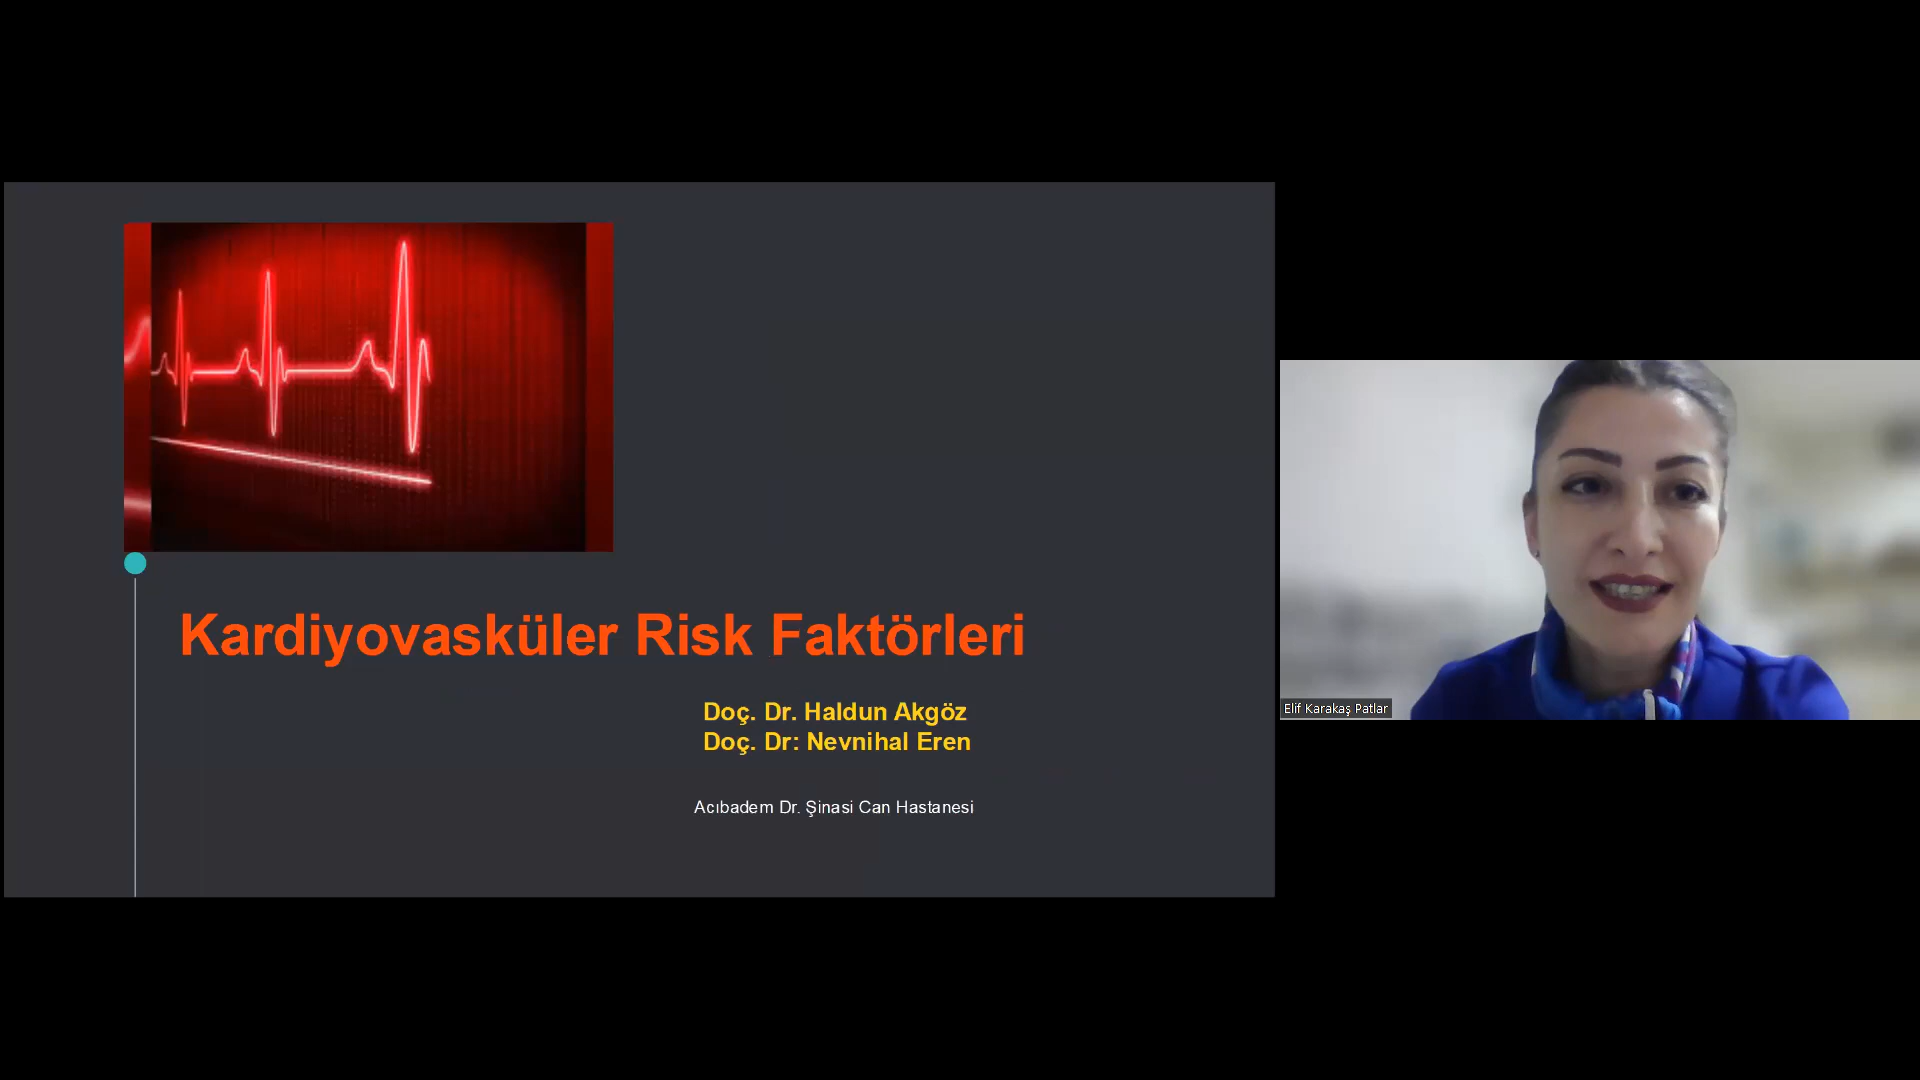 Kardiyovasküler Risk Faktörleri
Doç. Dr. Haldun Akgöz
Doç. Dr: Nevnihal Eren
Acıbadem Dr. Şinasi Can Hastanesi
Elif Karakaş Patlar